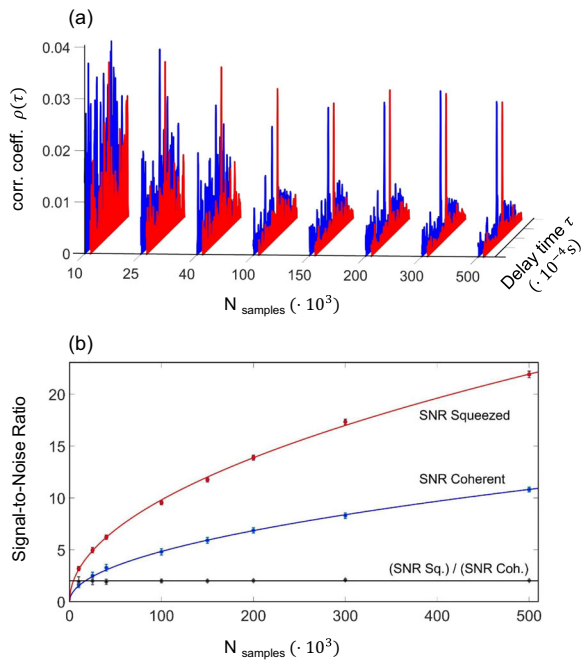 (a)
0.04
0.03
0.02
0.01
0
corr. coeff. ρ(τ)
10 25 40 100 150 200 300 500
N samples (· 10³)
Delay time τ
(· 10⁻⁴ s)
(b)
20
15
10
5
0
Signal-to-Noise Ratio
SNR Squeezed
SNR Coherent
(SNR Sq.) / (SNR Coh.)
0 100 200 300 400 500
N samples (· 10³)